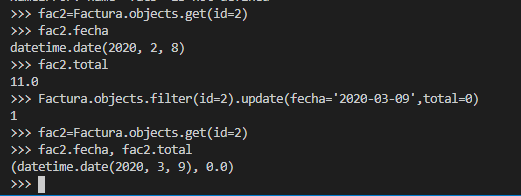 >>> fac2=Factura.objects.get(id=2)
>>> fac2.fecha
datetime.date(2020, 2, 8)
>>> fac2.total
11.0
>>> Factura.objects.filter(id=2).update(fecha='2020-03-09',total=0)
1
>>> fac2=Factura.objects.get(id=2)
>>> fac2.fecha, fac2.total
(datetime.date(2020, 3, 9), 0.0)
>>>